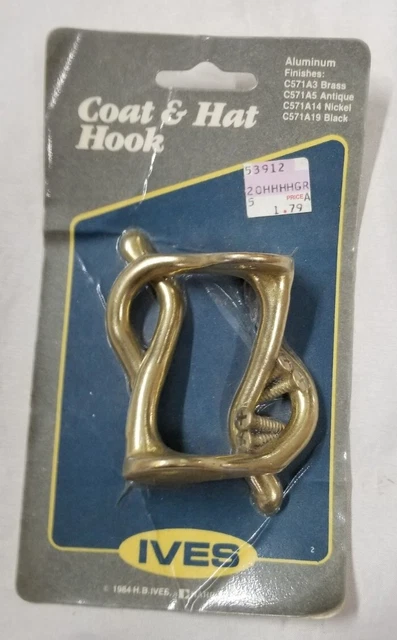 Aluminum
Finishes:
C571A3 Brass
C571A5 Antique
C571A14 Nickel
C571A19 Black
Coat & Hat
Hook
53912
20HHHHGR
5 PRICE A
1.79
IVES
2
© 1984 H.B. IVES,